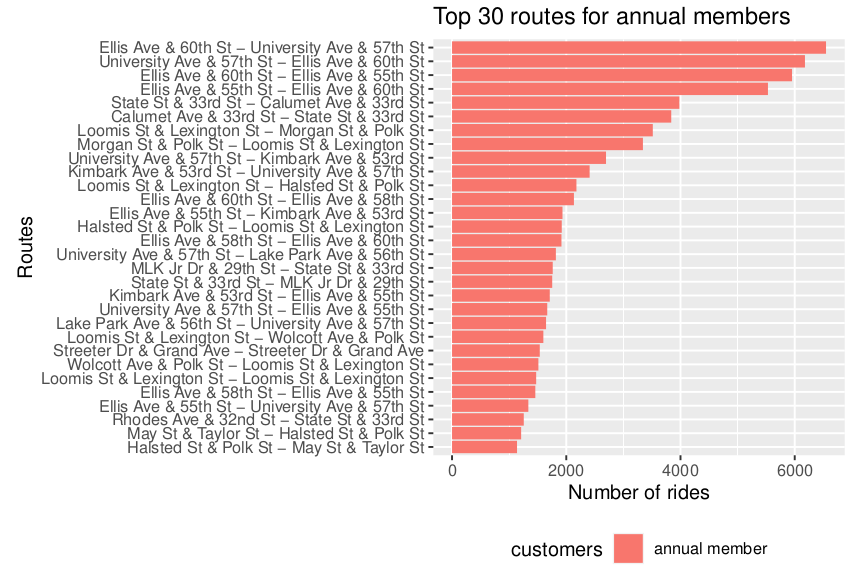 Top 30 routes for annual members
Ellis Ave & 60th St − University Ave & 57th St
University Ave & 57th St − Ellis Ave & 60th St
Ellis Ave & 60th St − Ellis Ave & 55th St
Ellis Ave & 55th St − Ellis Ave & 60th St
State St & 33rd St − Calumet Ave & 33rd St
Calumet Ave & 33rd St − State St & 33rd St
Loomis St & Lexington St − Morgan St & Polk St
Morgan St & Polk St − Loomis St & Lexington St
University Ave & 57th St − Kimbark Ave & 53rd St
Kimbark Ave & 53rd St − University Ave & 57th St
Loomis St & Lexington St − Halsted St & Polk St
Ellis Ave & 60th St − Ellis Ave & 58th St
Ellis Ave & 55th St − Kimbark Ave & 53rd St
Halsted St & Polk St − Loomis St & Lexington St
Ellis Ave & 58th St − Ellis Ave & 60th St
University Ave & 57th St − Lake Park Ave & 56th St
MLK Jr Dr & 29th St − State St & 33rd St
State St & 33rd St − MLK Jr Dr & 29th St
Kimbark Ave & 53rd St − Ellis Ave & 55th St
University Ave & 57th St − Ellis Ave & 55th St
Lake Park Ave & 56th St − University Ave & 57th St
Loomis St & Lexington St − Wolcott Ave & Polk St
Streeter Dr & Grand Ave − Streeter Dr & Grand Ave
Wolcott Ave & Polk St − Loomis St & Lexington St
Loomis St & Lexington St − Loomis St & Lexington St
Ellis Ave & 58th St − Ellis Ave & 55th St
Ellis Ave & 55th St − University Ave & 57th St
Rhodes Ave & 32nd St − State St & 33rd St
May St & Taylor St − Halsted St & Polk St
Halsted St & Polk St − May St & Taylor St
Routes
0 2000 4000 6000
Number of rides
customers annual member